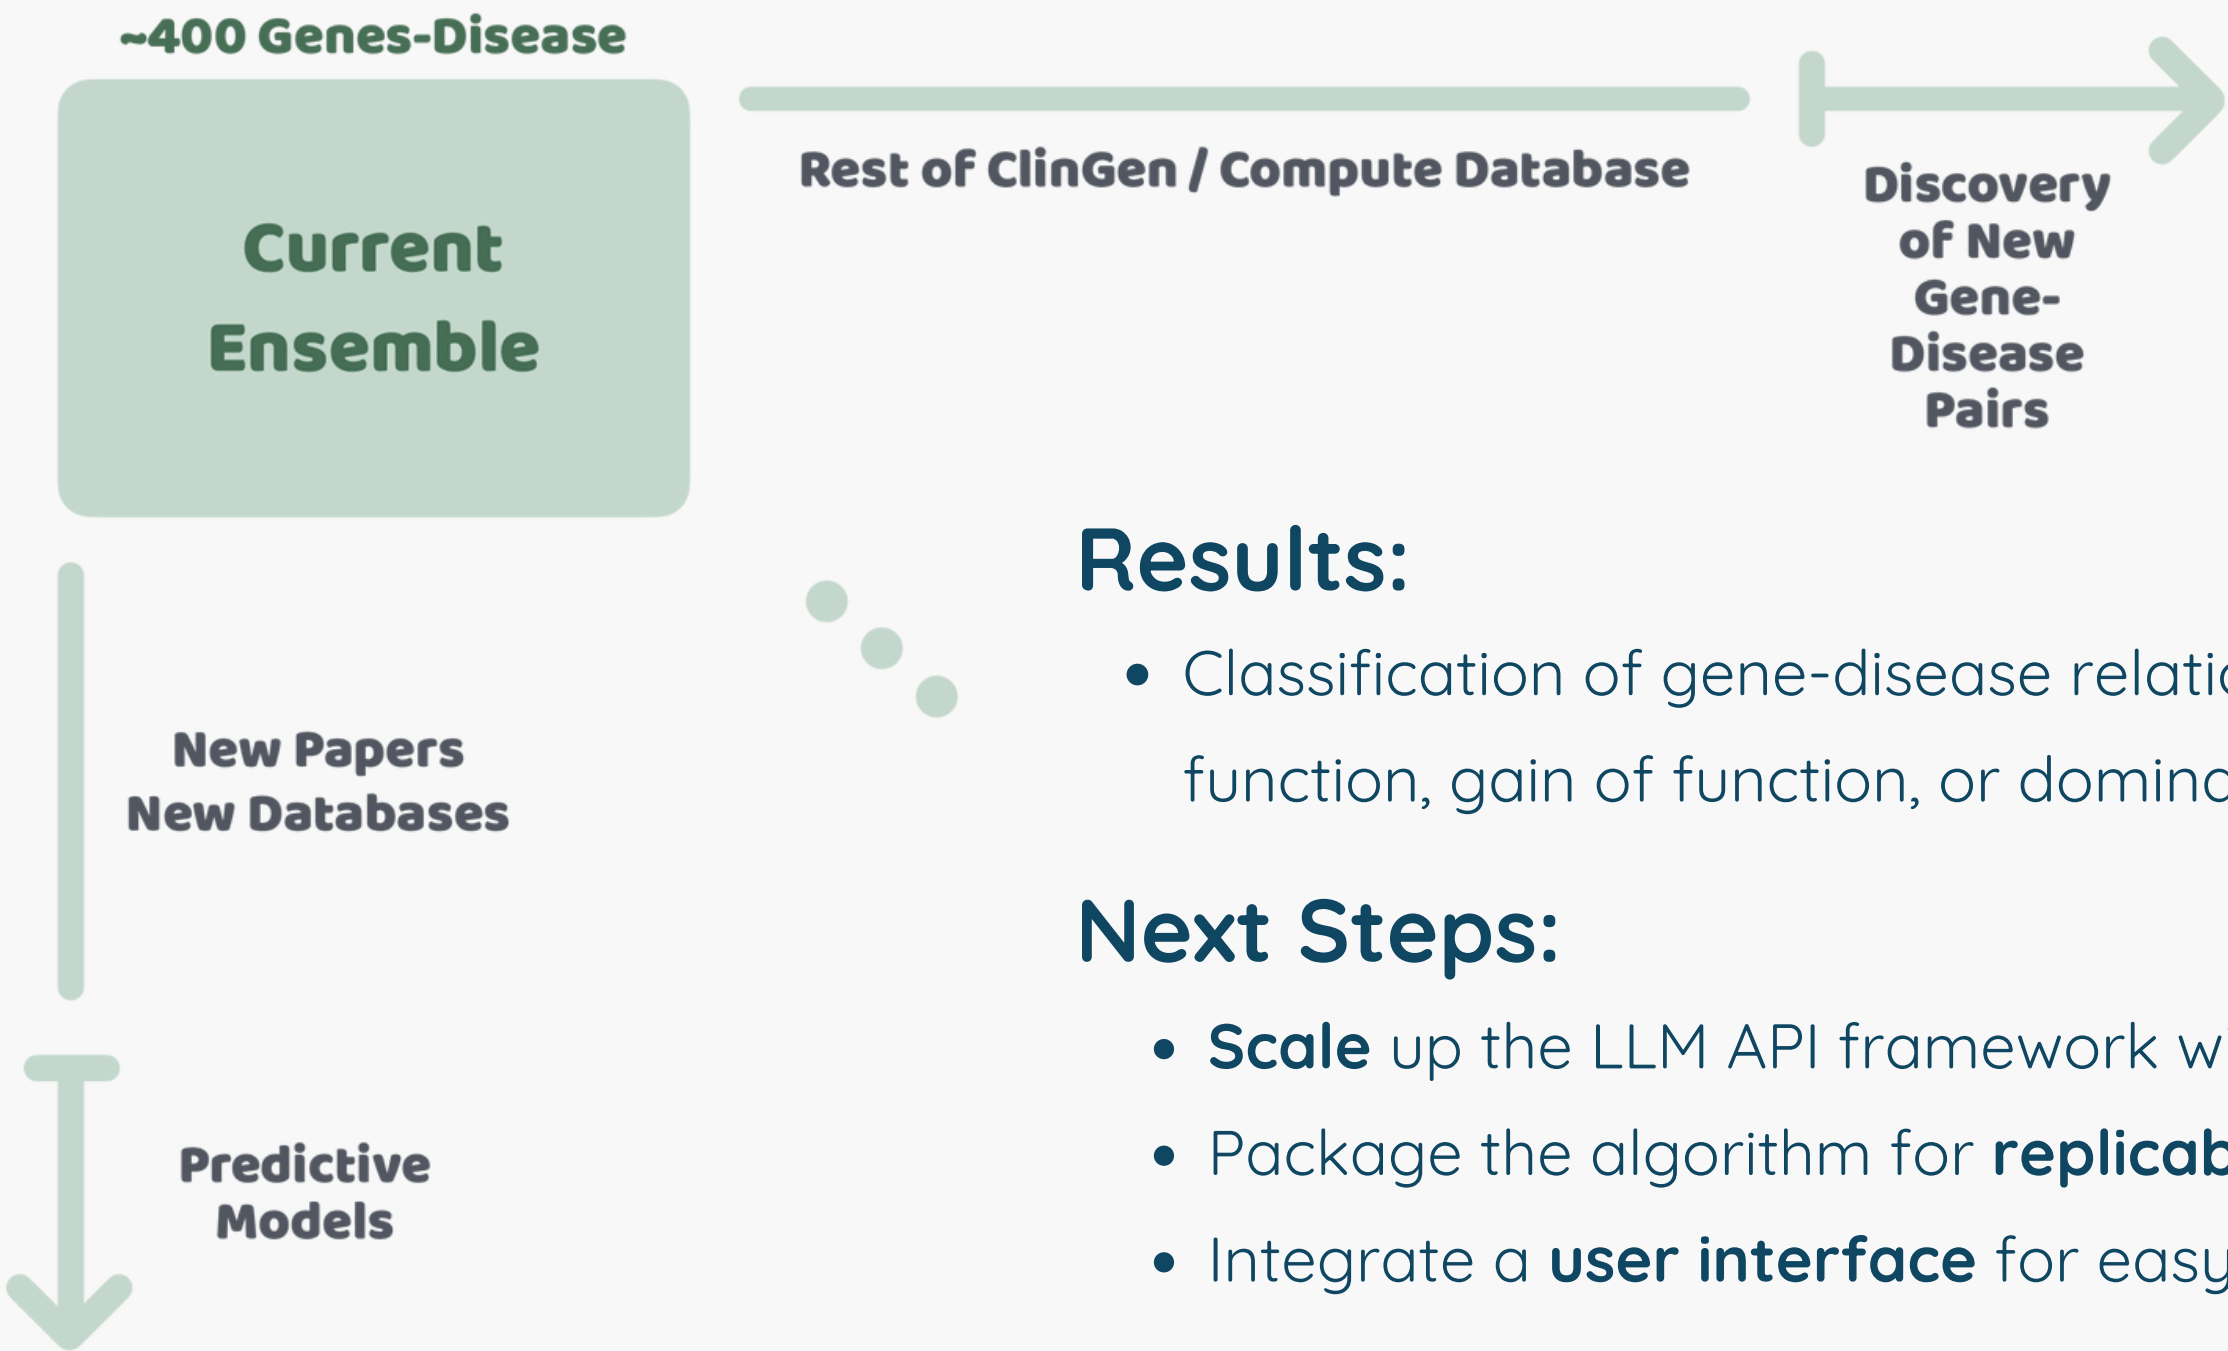 ~400 Genes-Disease
Current
Ensemble
Rest of ClinGen / Compute Database
Discovery
of New
Gene-
Disease
Pairs
New Papers
New Databases
Predictive
Models
Results:
• Classification of gene-disease
function, gain of function, or
Next Steps:
• Scale up the LLM API framework
• Package the algorithm for
• Integrate a user interface for